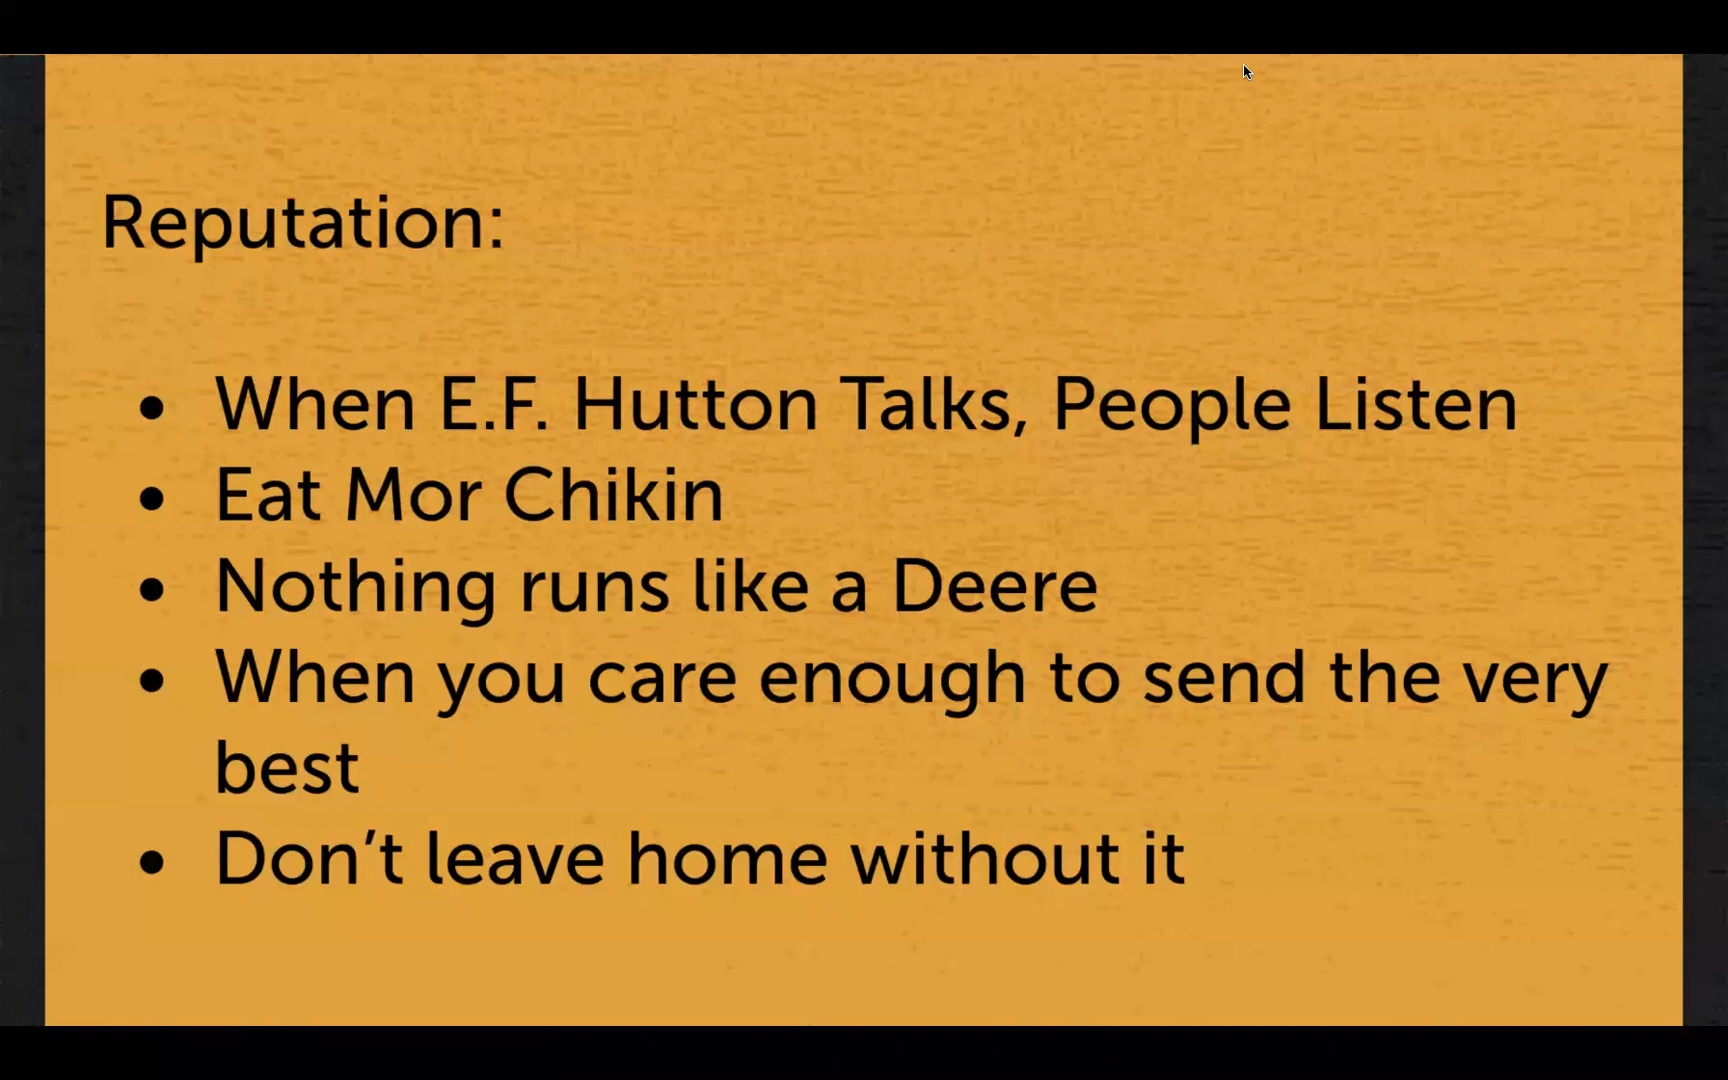 Reputation:
• When E.F. Hutton Talks, People Listen
• Eat Mor Chikin
• Nothing runs like a Deere
• When you care enough to send the very
best
• Don’t leave home without it